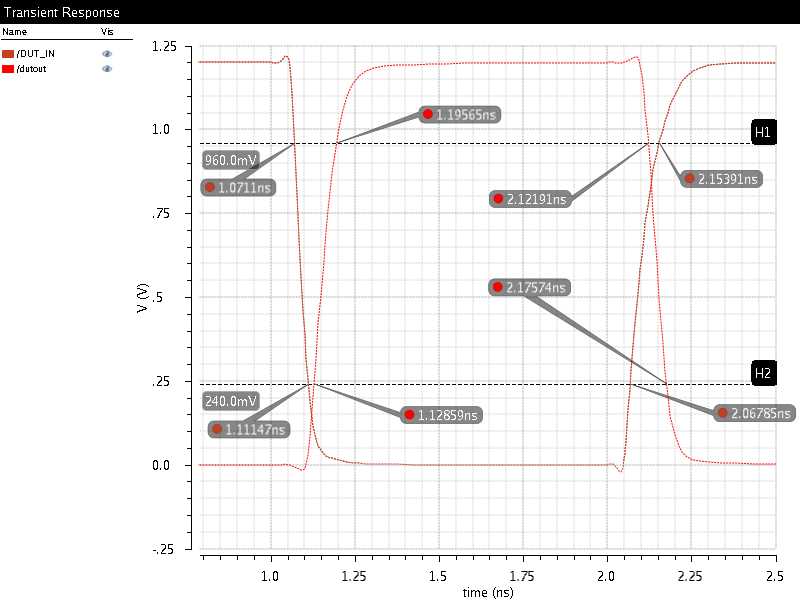 Transient Response
Name Vis
/DUT_IN
/dutout
1.25
1.0
.75
.5
.25
0.0
-.25
V (V)
1.19565ns
H1
960.0mV
1.0711ns
2.15391ns
2.12191ns
2.17574ns
H2
240.0mV
1.12859ns
2.06785ns
1.11147ns
1.0 1.25 1.5 1.75 2.0 2.25 2.5
time (ns)